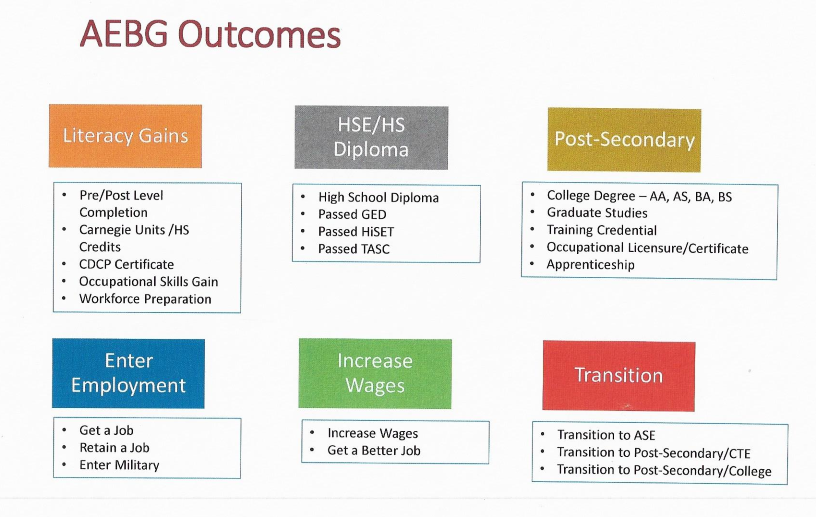 AEBG Outcomes
Literacy Gains
• Pre/Post Level
Completion
• Carnegie Units /HS
Credits
• CDCP Certificate
• Occupational Skills Gain
• Workforce Preparation
HSE/HS
Diploma
• High School Diploma
• Passed GED
• Passed HiSET
• Passed TASC
Post-Secondary
• College Degree – AA, AS, BA, BS
• Graduate Studies
• Training Credential
• Occupational Licensure/Certificate
• Apprenticeship
Enter
Employment
• Get a Job
• Retain a Job
• Enter Military
Increase
Wages
• Increase Wages
• Get a Better Job
Transition
• Transition to ASE
• Transition to Post-Secondary/CTE
• Transition to Post-Secondary/College